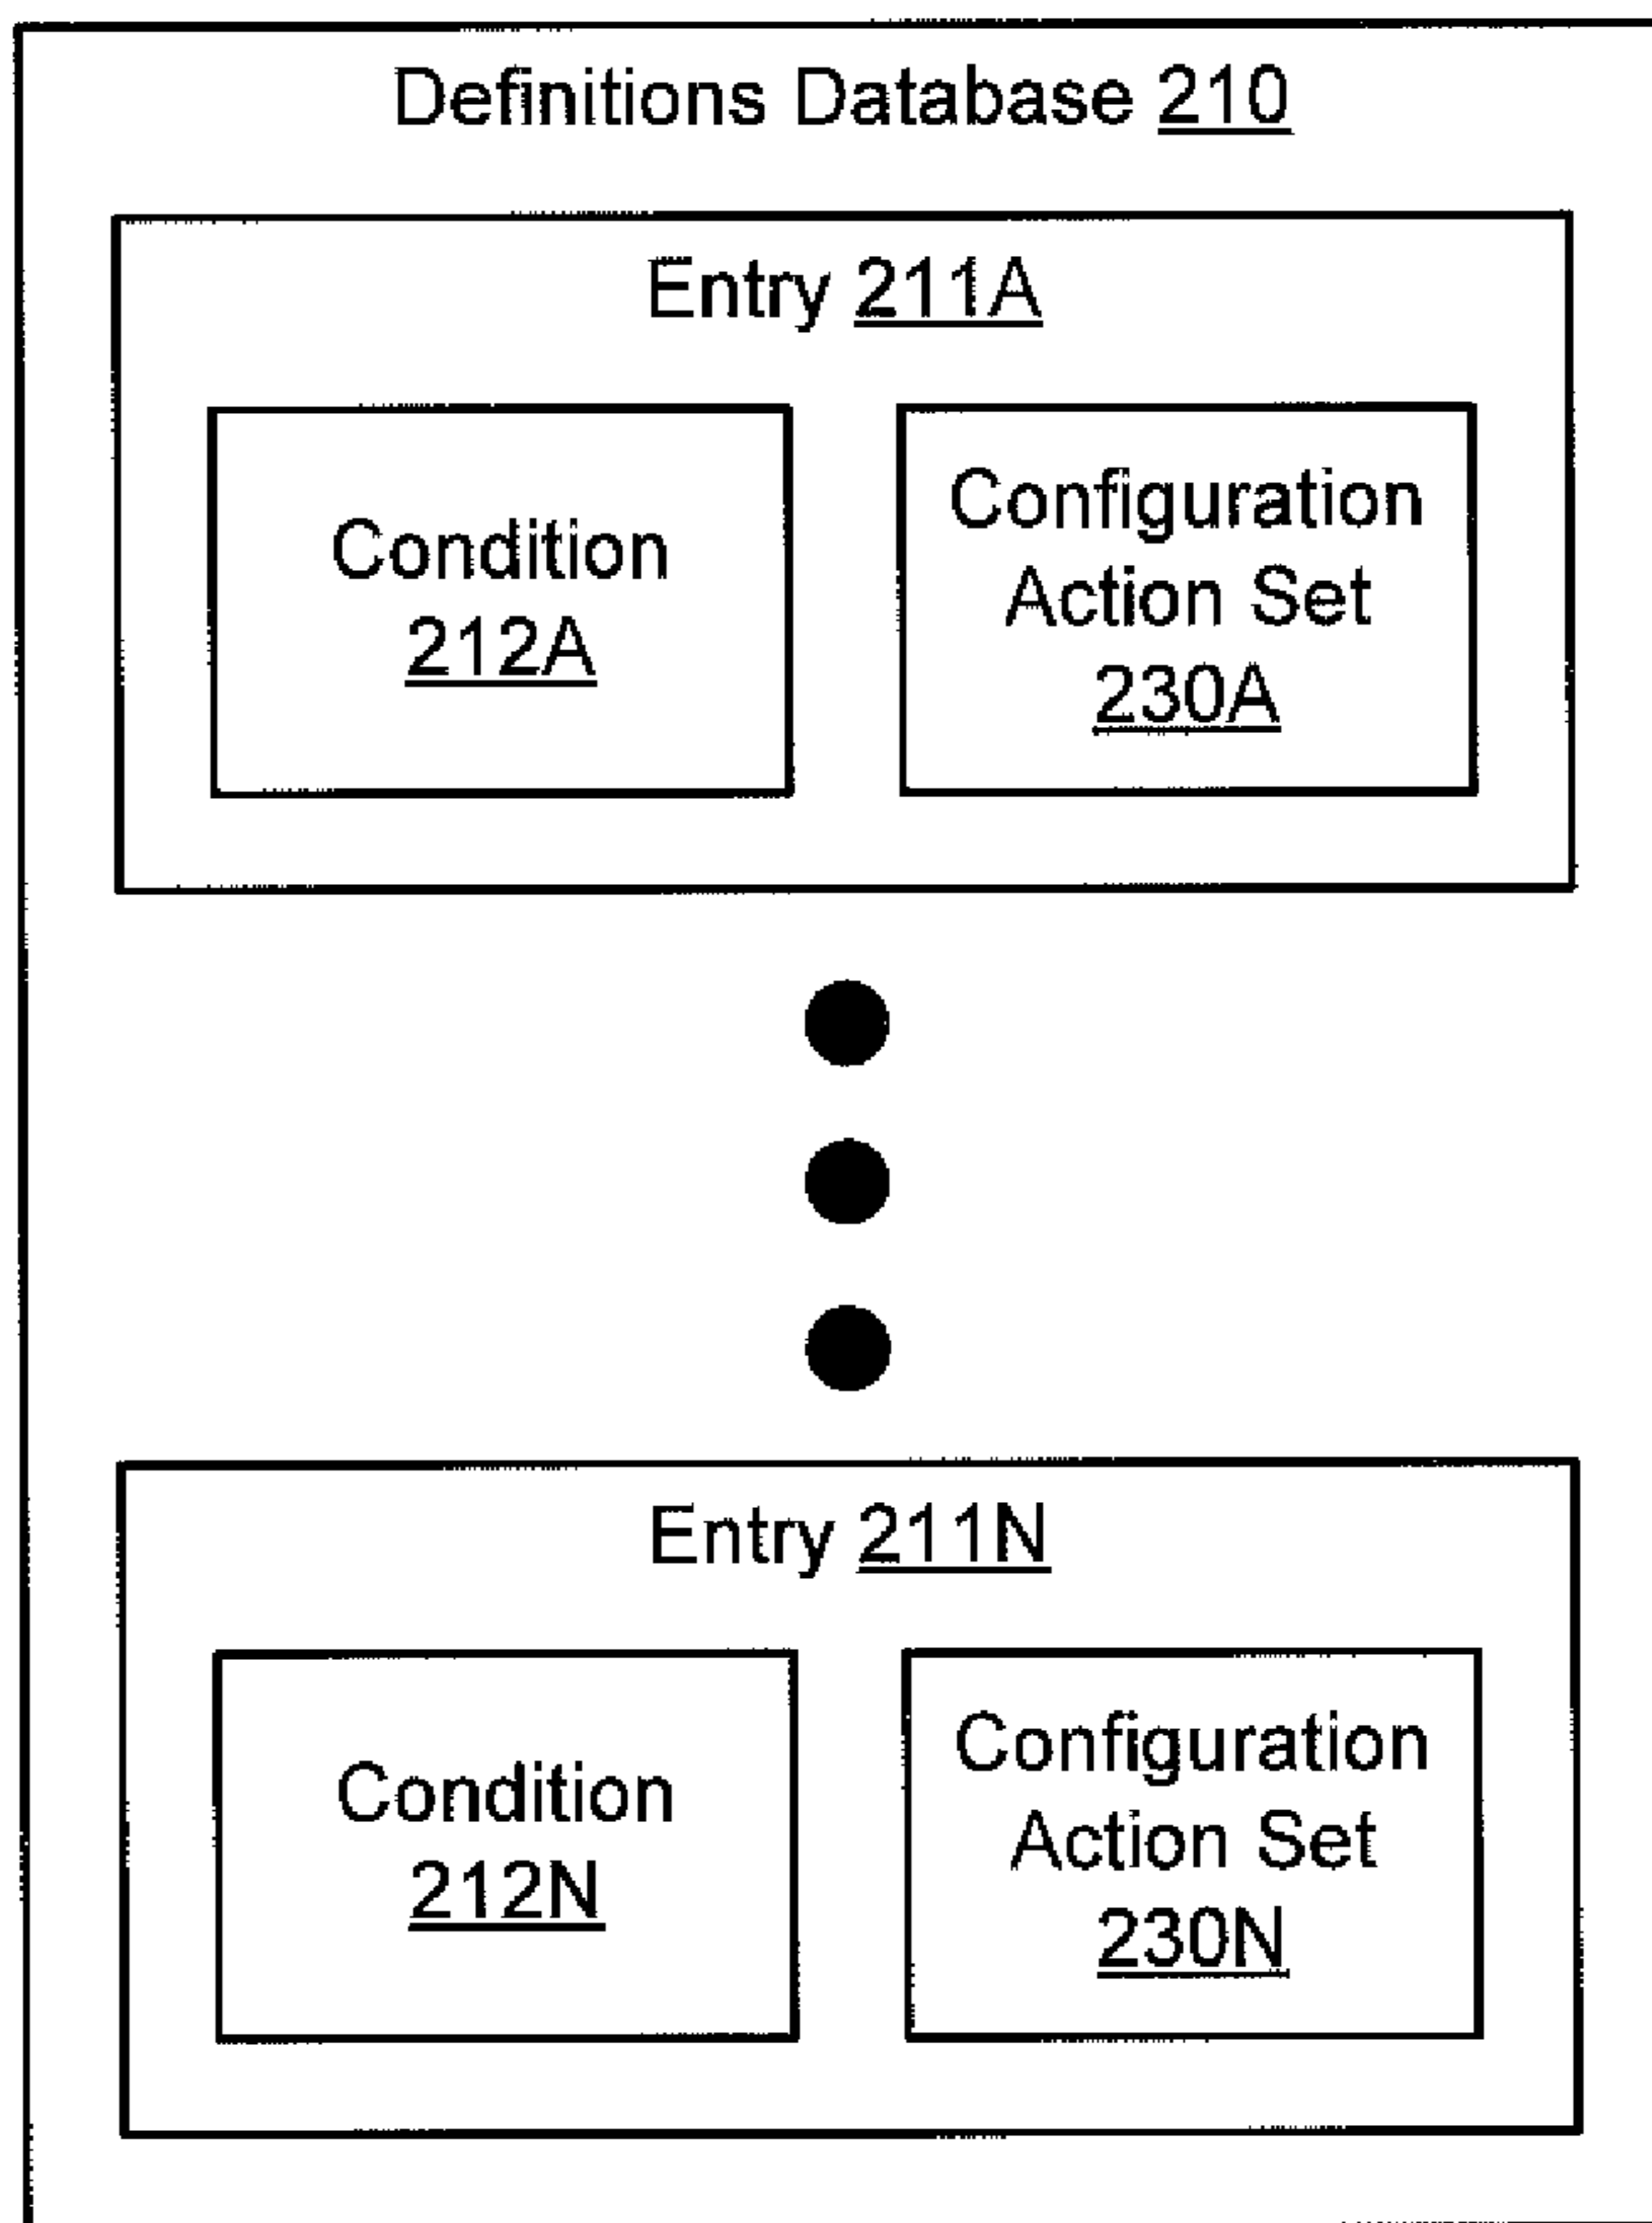 Definitions Database 210
Entry 211A
Condition
212A
Configuration
Action Set
230A
Entry 211N
Condition
212N
Configuration
Action Set
230N